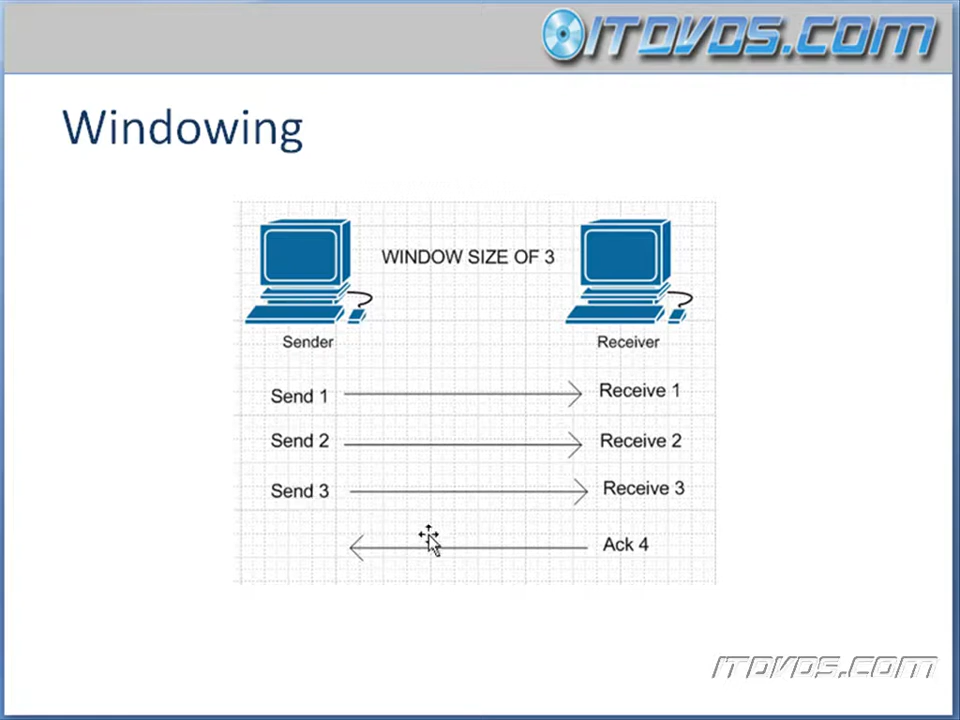 ITDVDS.COM
Windowing
WINDOW SIZE OF 3
Sender
Receiver
Send 1
Receive 1
Send 2
Receive 2
Send 3
Receive 3
Ack 4
ITDVDS.COM